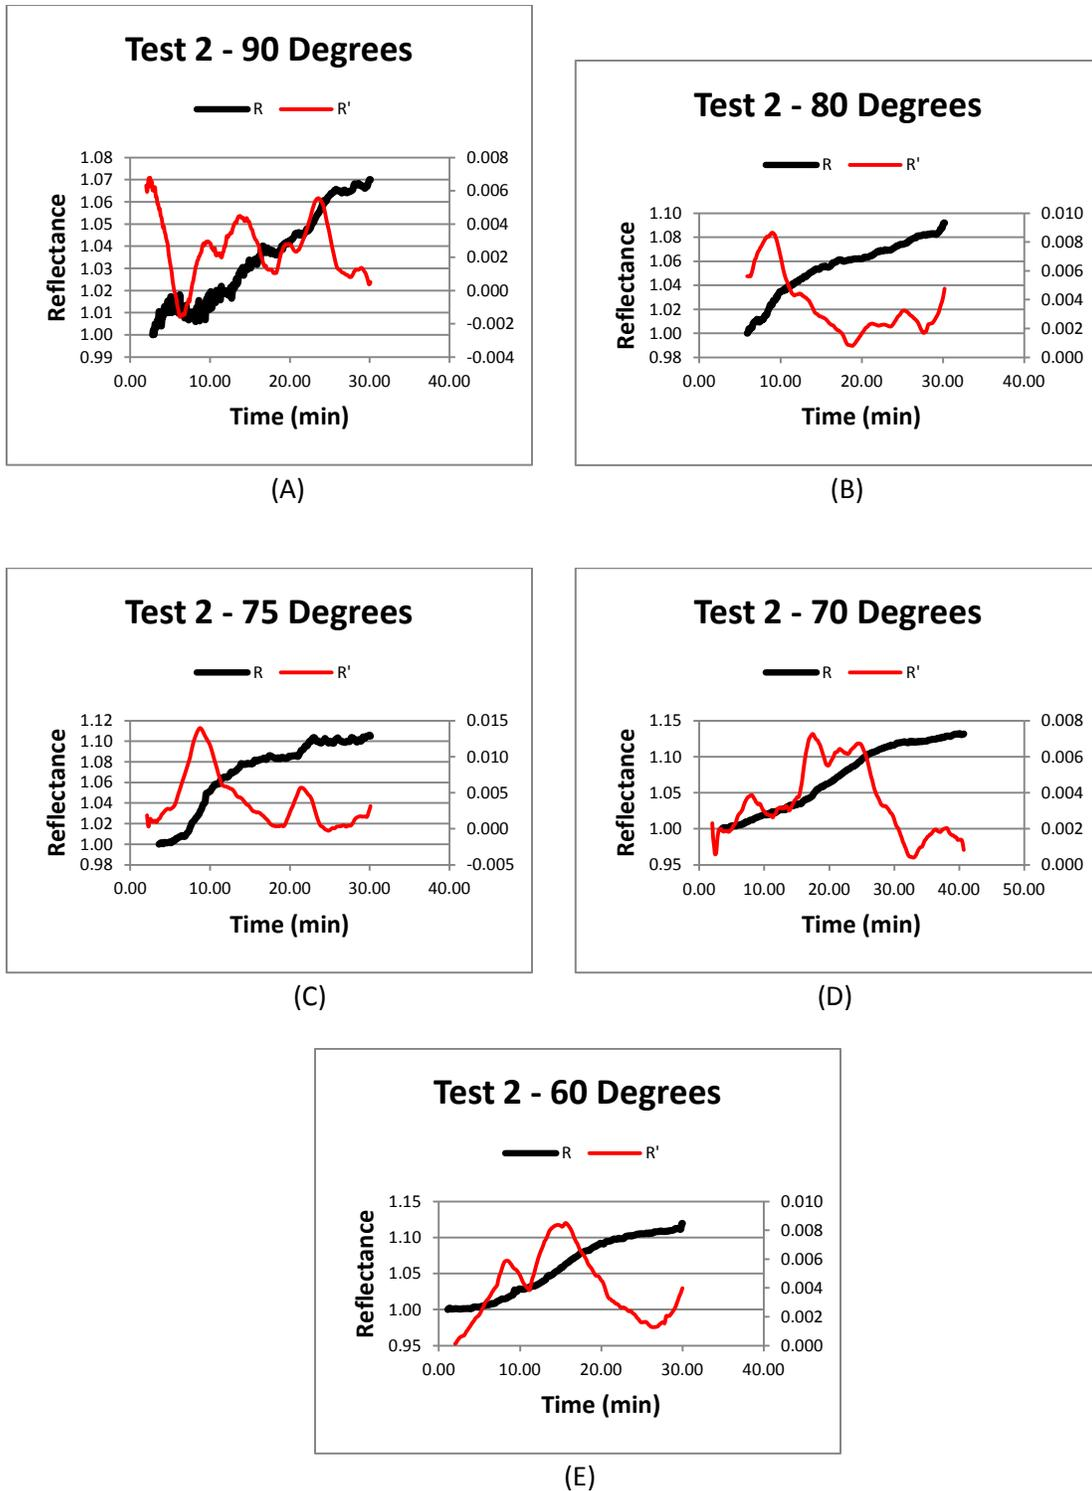 Test 2 - 90 Degrees
R R'
1.08
1.07
1.06
1.05
1.04
1.03
1.02
1.01
1.00
0.99
0.008
0.006
0.004
0.002
0.000
-0.002
-0.004
0.00 10.00 20.00 30.00 40.00
Reflectance
Time (min)
(A)
Test 2 - 80 Degrees
R R'
1.10
1.08
1.06
1.04
1.02
1.00
0.98
0.010
0.008
0.006
0.004
0.002
0.000
0.00 10.00 20.00 30.00 40.00
Reflectance
Time (min)
(B)
Test 2 - 75 Degrees
R R'
1.12
1.10
1.08
1.06
1.04
1.02
1.00
0.98
0.015
0.010
0.005
0.000
-0.005
0.00 10.00 20.00 30.00 40.00
Reflectance
Time (min)
(C)
Test 2 - 70 Degrees
R R'
1.15
1.10
1.05
1.00
0.95
0.008
0.006
0.004
0.002
0.000
0.00 10.00 20.00 30.00 40.00 50.00
Reflectance
Time (min)
(D)
Test 2 - 60 Degrees
R R'
1.15
1.10
1.05
1.00
0.95
0.010
0.008
0.006
0.004
0.002
0.000
0.00 10.00 20.00 30.00 40.00
Reflectance
Time (min)
(E)